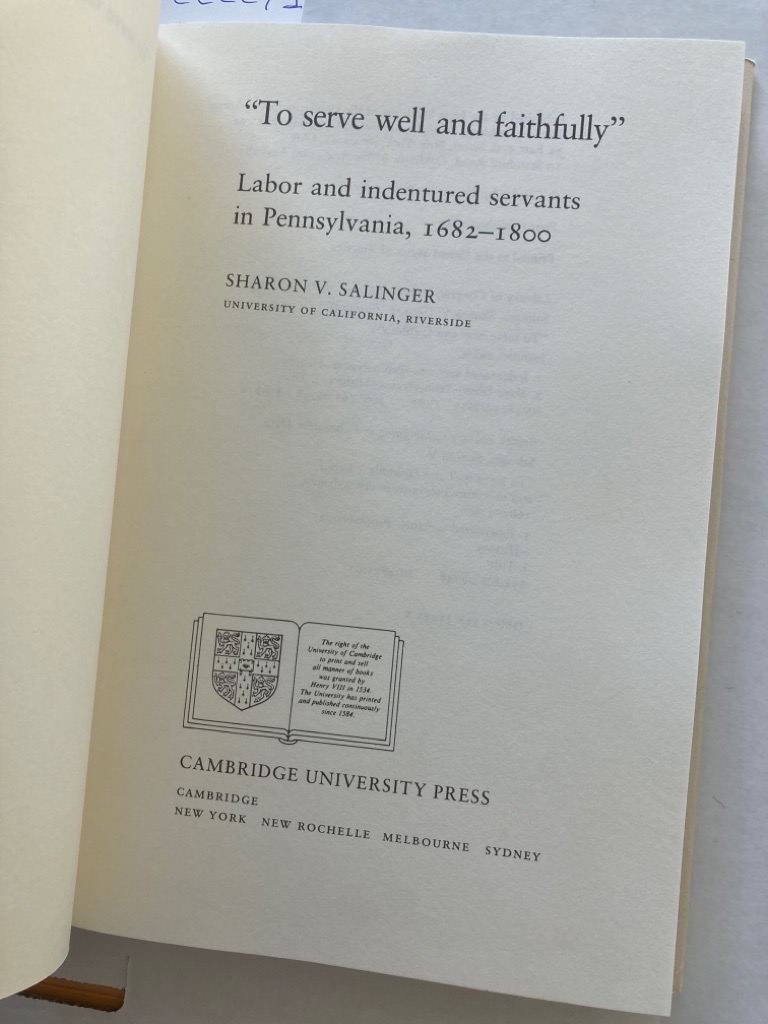 “To serve well and faithfully”
Labor and indentured servants
in Pennsylvania, 1682–1800
SHARON V. SALINGER
UNIVERSITY OF CALIFORNIA, RIVERSIDE
The right of the
University of Cambridge
to print and sell
all manner of books
was granted by
Henry VIII in 1534.
The University has printed
and published continuously
since 1584.
CAMBRIDGE UNIVERSITY PRESS
CAMBRIDGE
NEW YORK NEW ROCHELLE MELBOURNE SYDNEY